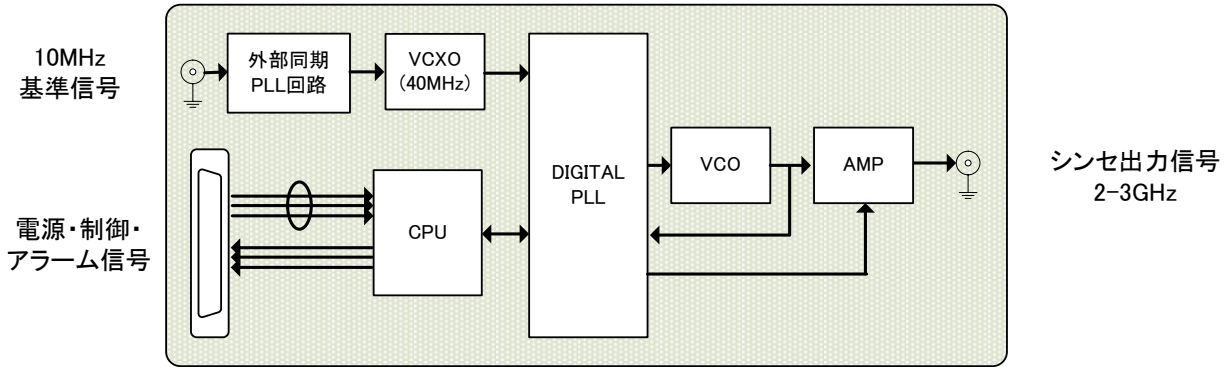 10MHz
基準信号
外部同期
PLL回路
VCXO
(40MHz)
DIGITAL
PLL
VCO
AMP
シンセ出力信号
2-3GHz
電源・制御・
アラーム信号
CPU